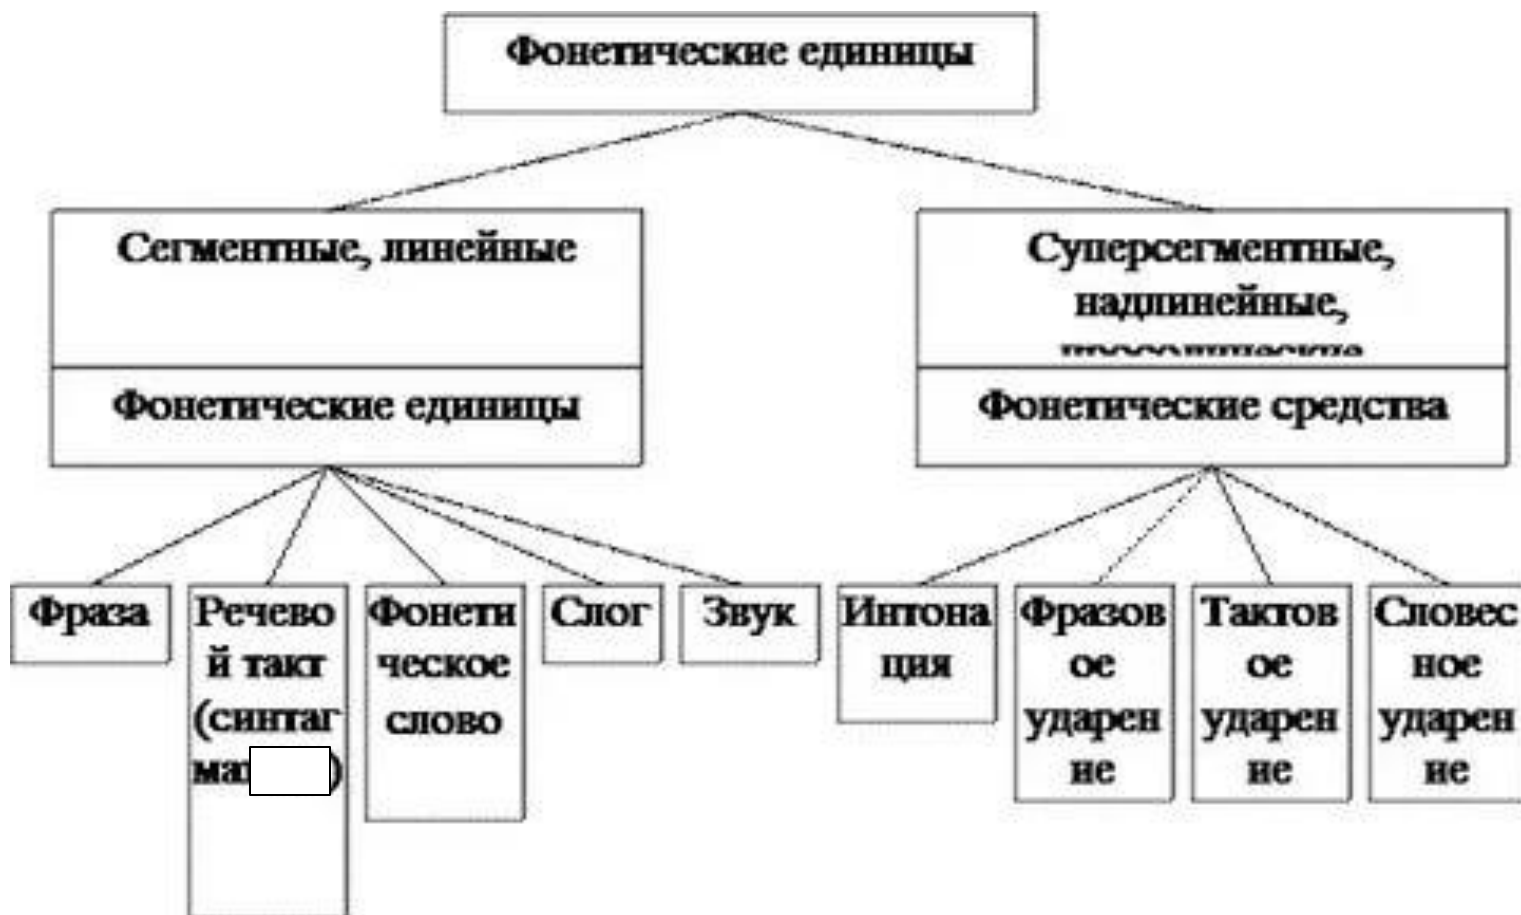 Фонетические единицы
Сегментные, линейные
Суперсегментные,
надлинейные,
Фонетические единицы
Фонетические средства
Фраза
Речево
й такт
(синтаг
ма )
Фонети
ческое
слово
Слог
Звук
Интона
ция
Фразов
ое
ударен
ие
Тактов
ое
ударен
ие
Словес
ное
ударен
ие